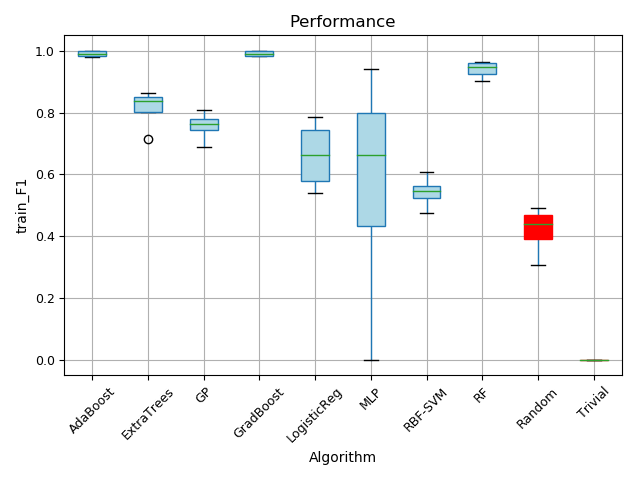 Performance
train_F1
1.0
0.8
0.6
0.4
0.2
0.0
AdaBoost
ExtraTrees
GP
GradBoost
LogisticReg
MLP
RBF-SVM
RF
Random
Trivial
Algorithm